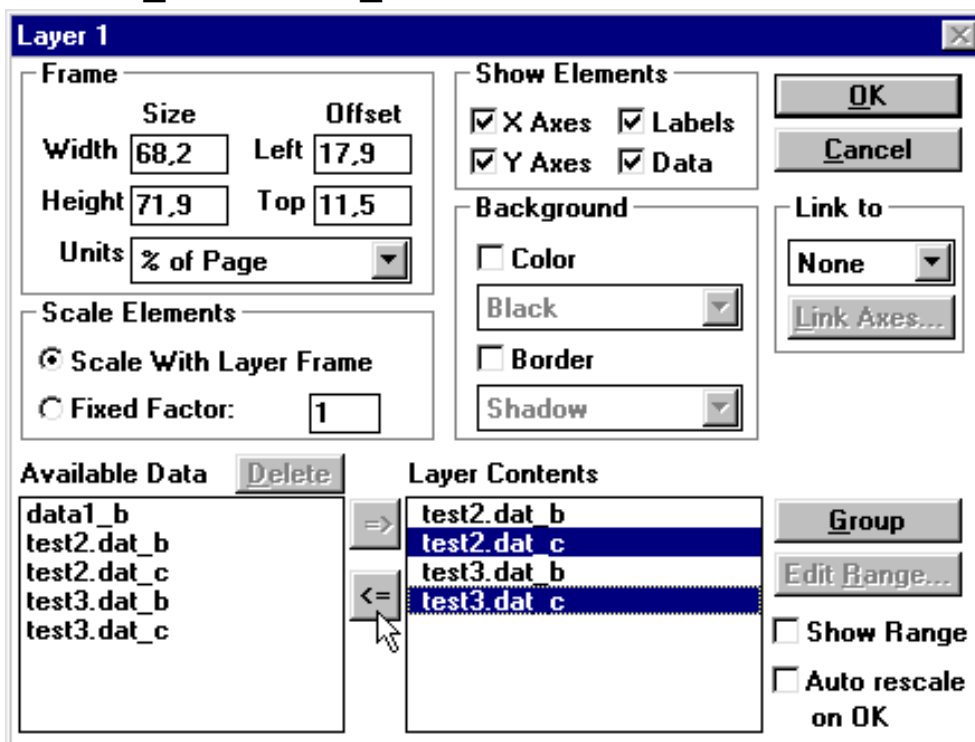 Layer 1
Frame
Size Offset
Width 68,2 Left 17,9
Height 71,9 Top 11,5
Units % of Page
Scale Elements
Scale With Layer Frame
Fixed Factor: 1
Show Elements
X Axes Labels
Y Axes Data
Background
Color
Black
Border
Shadow
OK
Cancel
Link to
None
Link Axes...
Available Data Delete
data1_b
test2.dat_b
test2.dat_c
test3.dat_b
test3.dat_c
=>
<=
Layer Contents
test2.dat_b
test2.dat_c
test3.dat_b
test3.dat_c
Group
Edit Range...
Show Range
Auto rescale
on OK